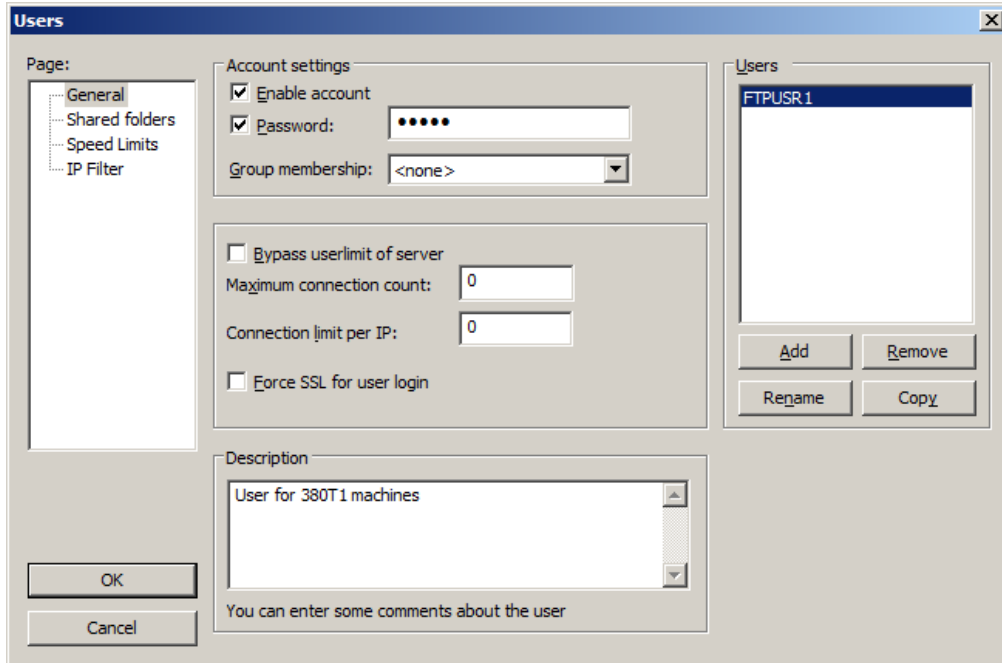 Users
Page:
General
Shared folders
Speed Limits
IP Filter
Account settings
Enable account
Password: •••••
Group membership: <none>
Bypass userlimit of server
Maximum connection count: 0
Connection limit per IP: 0
Force SSL for user login
Description
User for 380T1 machines
You can enter some comments about the user
Users
FTPUSR1
Add Remove
Rename Copy
OK
Cancel